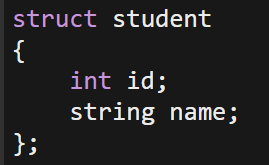 struct student
{
    int id;
    string name;
};